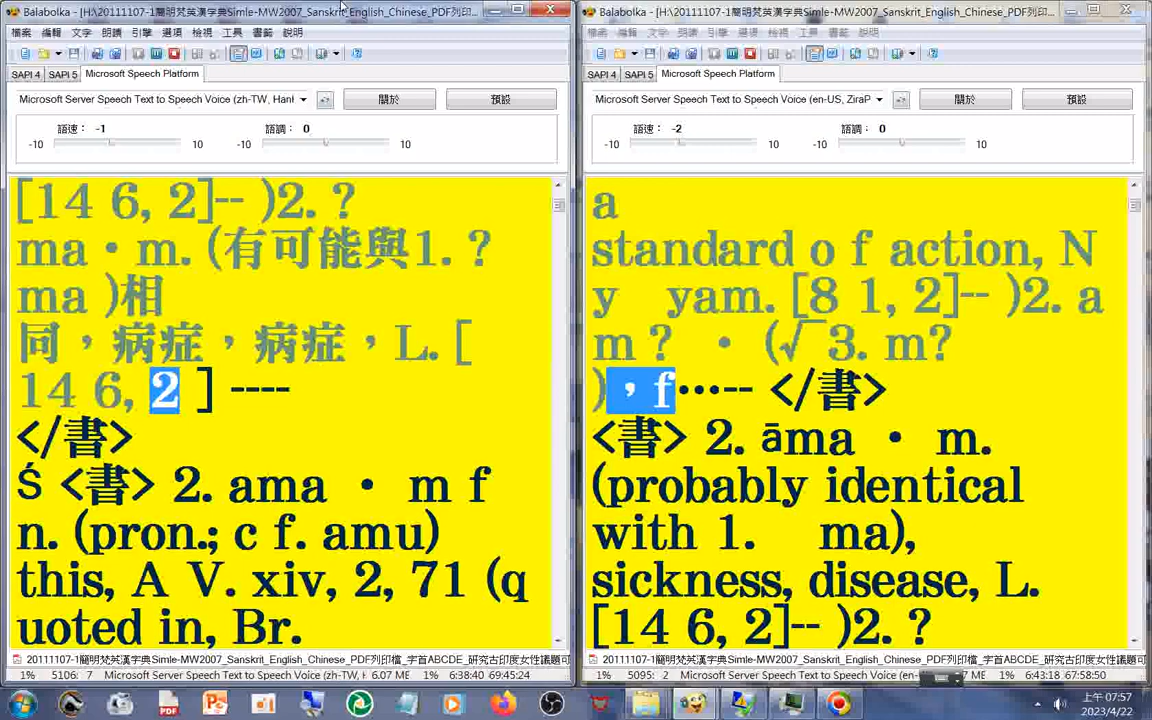 Balabolka - [H:\20111107-1簡明梵英漢字典Simle-MW2007_Sanskrit_English_Chinese_PDF列印...
檔案 編輯 文字 朗讀 引擎 選項 檢視 工具 書籤 說明
SAPI 4 SAPI 5 Microsoft Speech Platform
Microsoft Server Speech Text to Speech Voice (zh-TW, Hanl
關於 預設
語速： -1 語調： 0
-10 10 -10 10
[14 6, 2]-- )2. ?
ma・m. (有可能與1. ?
ma )相
同，病症，病症，L. [
14 6, 2 ] ----
</書>
Ś <書> 2. ama ・ m f
n. (pron.; c f. amu)
this, A V. xiv, 2, 71 (q
uoted in, Br.
20111107-1簡明梵英漢字典Simle-MW2007_Sanskrit_English_Chinese_PDF列印檔_字首ABCDE_研究古印度女性議題可
1% 5106: 7 Microsoft Server Speech Text to Speech Voice (zh-TW, H 6.07 ME 1% 6:38:40 69:45:24
Balabolka - [H:\20111107-1簡明梵英漢字典Simle-MW2007_Sanskrit_English_Chinese_PDF列印...
檔案 編輯 文字 朗讀 引擎 選項 檢視 工具 書籤 說明
SAPI 4 SAPI 5 Microsoft Speech Platform
Microsoft Server Speech Text to Speech Voice (en-US, ZiraP
關於 預設
語速： -2 語調： 0
-10 10 -10 10
a
standard o f action, N
y yam. [8 1, 2]-- )2. a
m ? ・ (√ 3. m?
)，f…-- </書>
<書> 2. āma ・ m.
(probably identical
with 1. ma),
sickness, disease, L.
[14 6, 2]-- )2. ?
20111107-1簡明梵英漢字典Simle-MW2007_Sanskrit_English_Chinese_PDF列印檔_字首ABCDE_研究古印度女性議題可
1% 5095: 2 Microsoft Server Speech Text to Speech Voice 1% 6:43:18 67:58:50
上午 07:57
2023/4/22